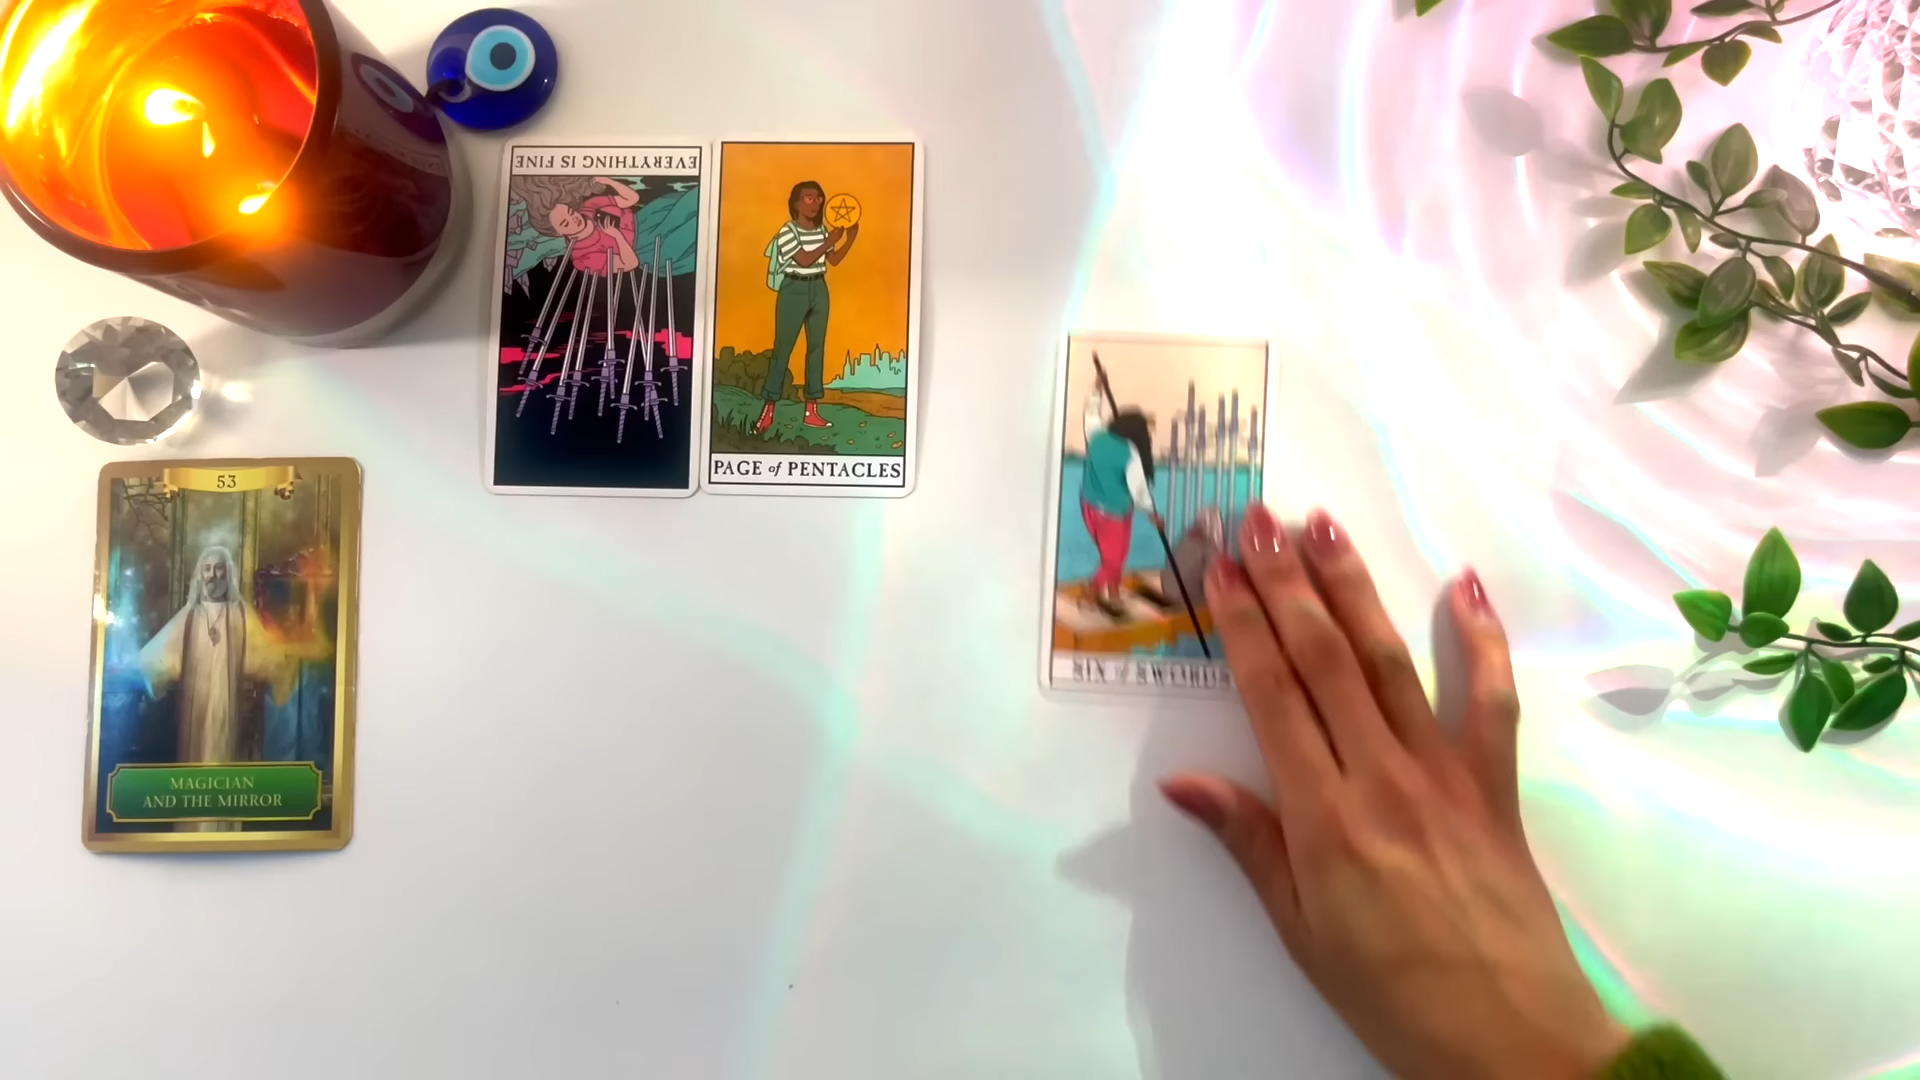 EVERYTHING IS FINE
PAGE of PENTACLES
SIX of SWORDS
53
MAGICIAN
AND THE MIRROR